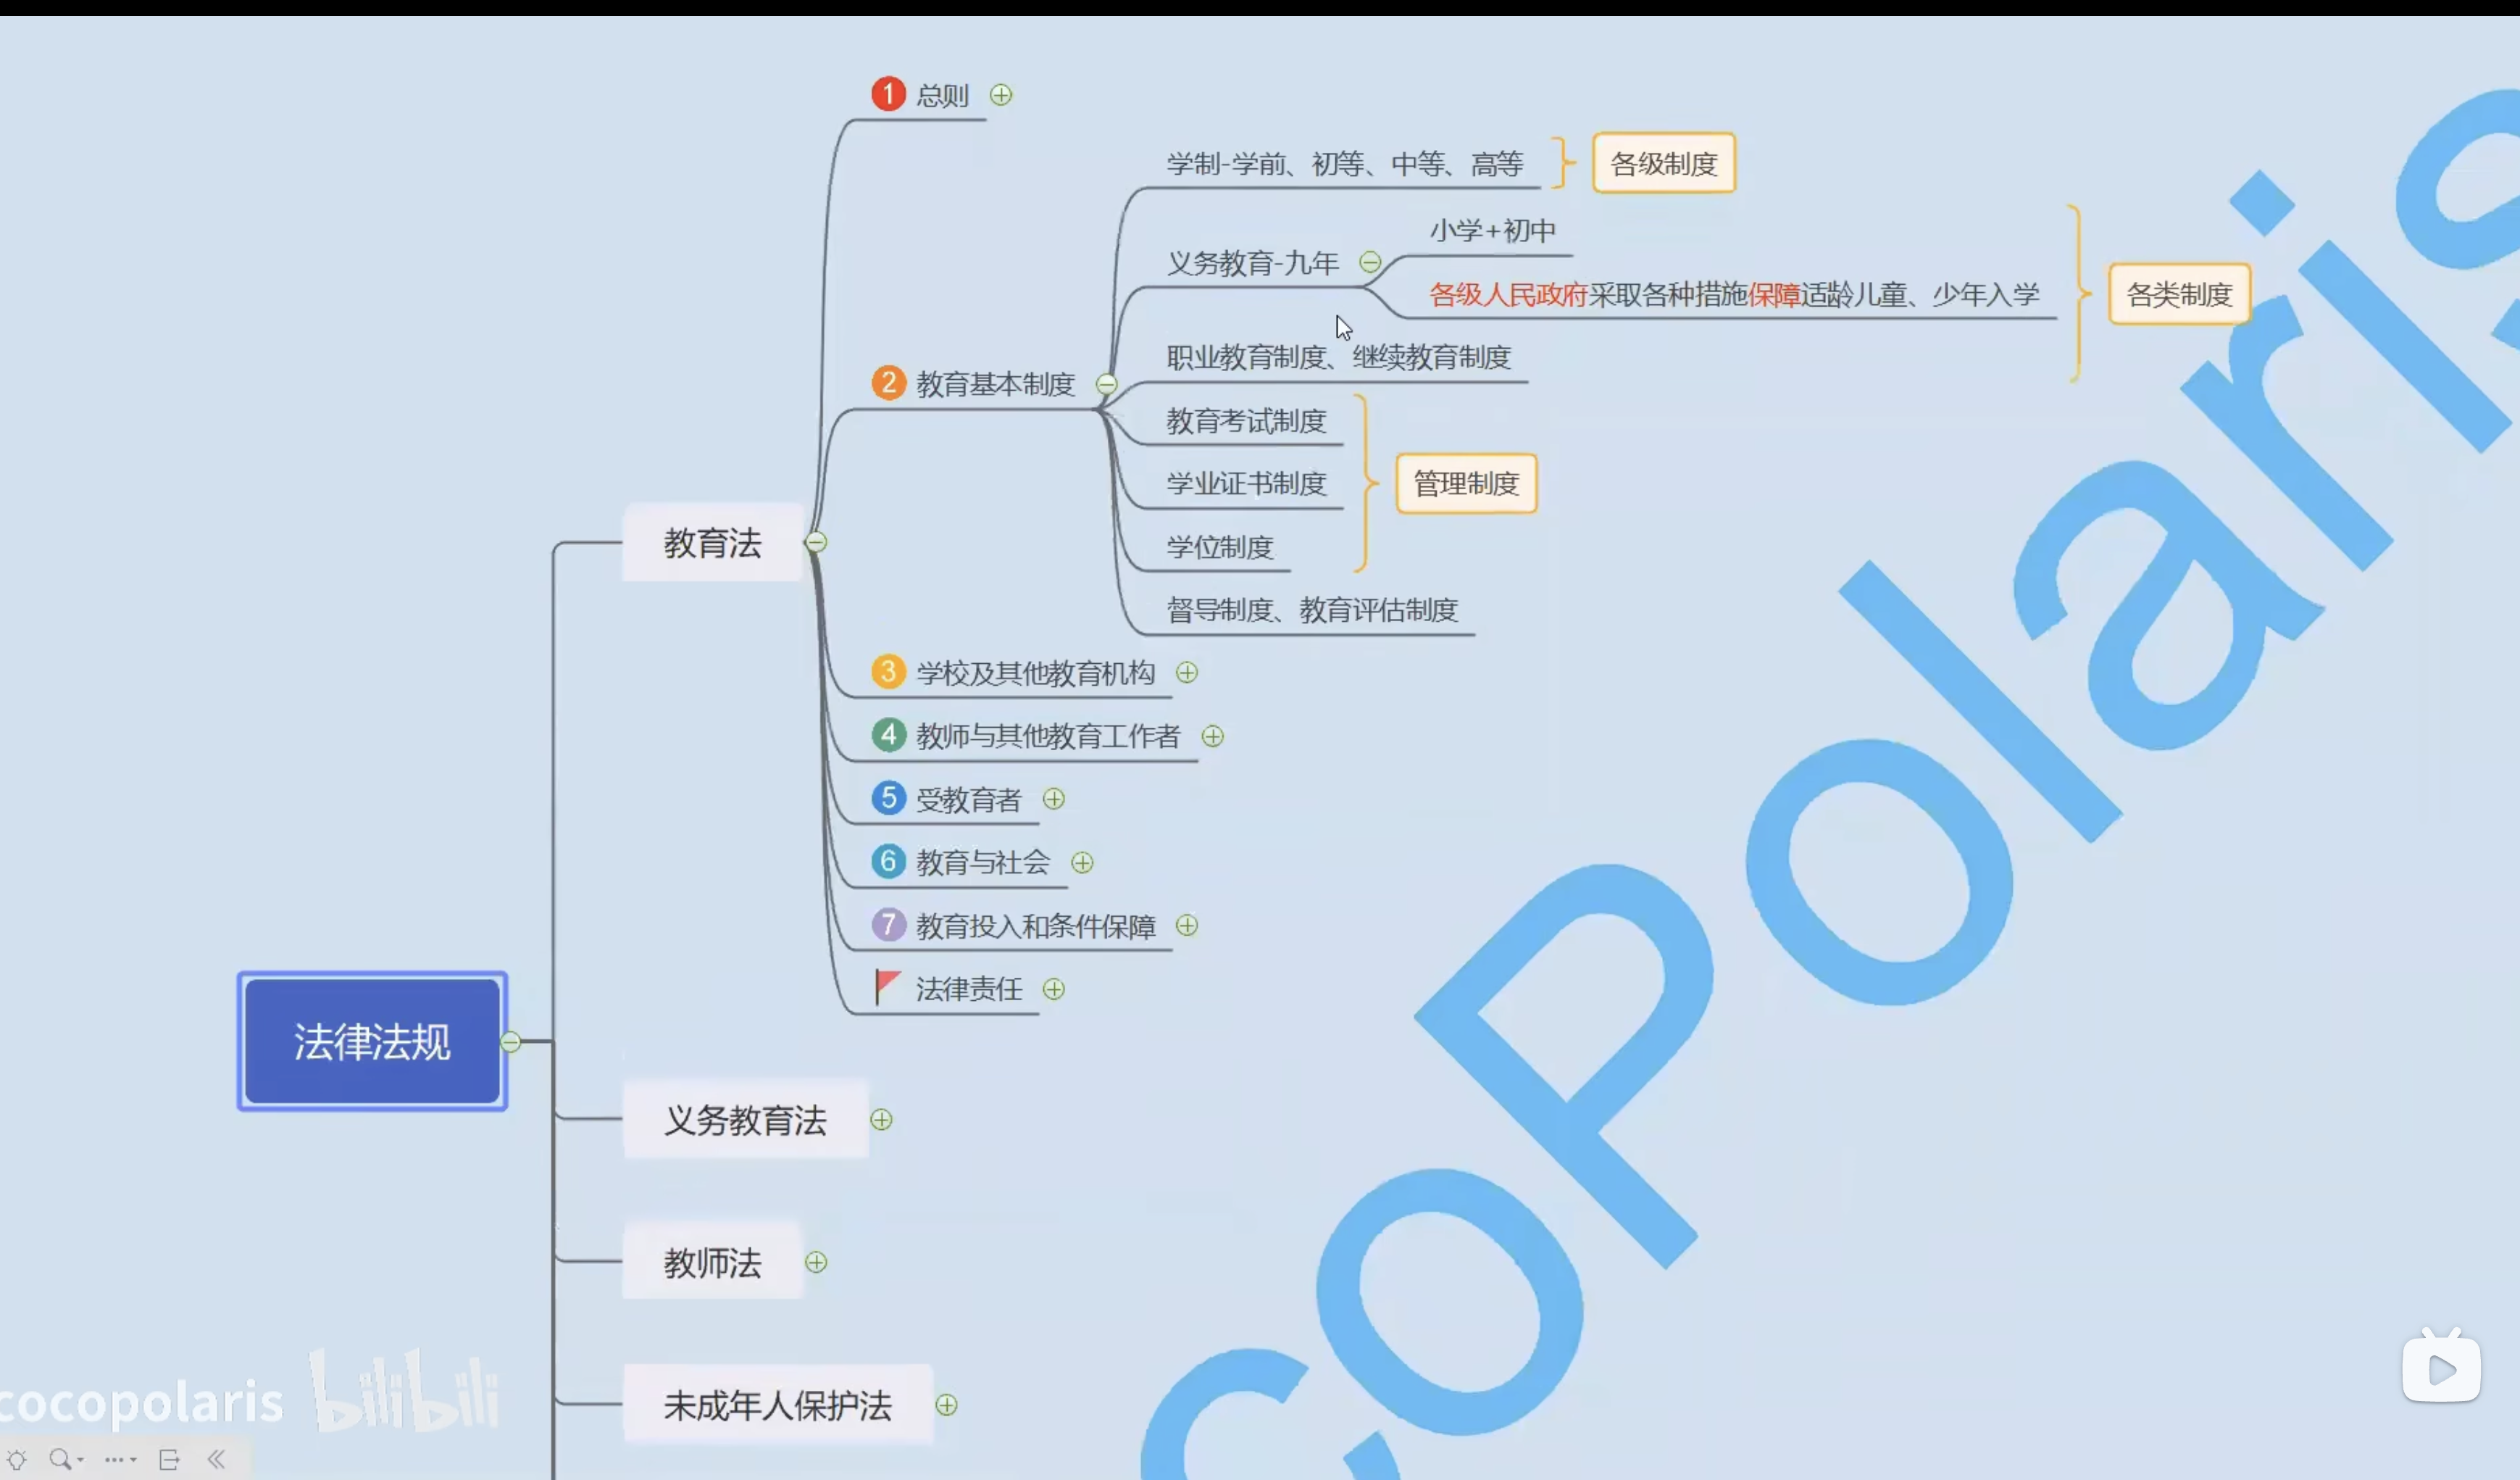 1 总则
学制-学前、初等、中等、高等
各级制度
小学+初中
义务教育-九年
各级人民政府采取各种措施保障适龄儿童、少年入学
各类制度
职业教育制度、继续教育制度
2 教育基本制度
教育考试制度
学业证书制度
管理制度
学位制度
督导制度、教育评估制度
教育法
3 学校及其他教育机构
4 教师与其他教育工作者
5 受教育者
6 教育与社会
7 教育投入和条件保障
法律责任
法律法规
义务教育法
教师法
未成年人保护法
coPolaris
cocopolaris bilibili